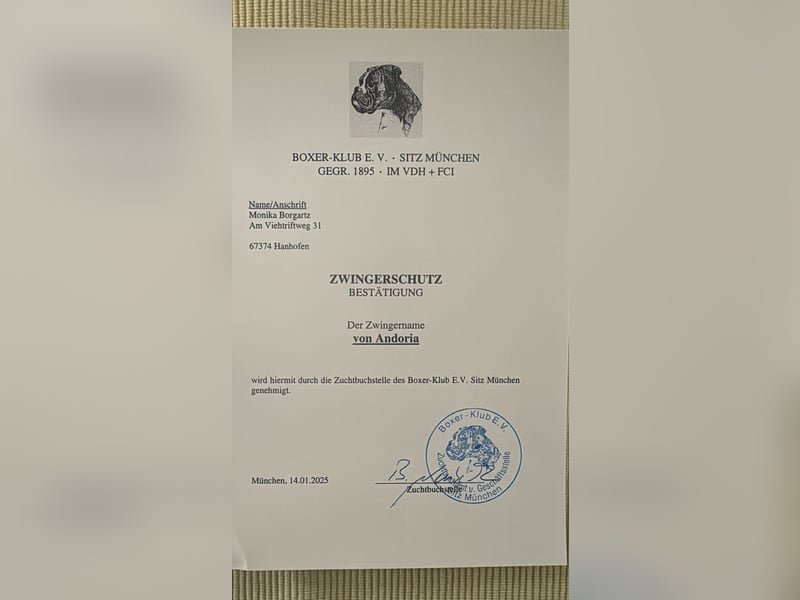 BOXER-KLUB E. V. · SITZ MÜNCHEN
GEGR. 1895 · IM VDH + FCI
Name/Anschrift
Monika Borgartz
Am Viehtriftweg 31
67374 Hanhofen
ZWINGERSCHUTZ
BESTÄTIGUNG
Der Zwingername
von Andoria
wird hiermit durch die Zuchtbuchstelle des Boxer-Klub E.V. Sitz München
genehmigt.
Boxer-Klub E.V.
u. Geschäftsstelle
Sitz München
München, 14.01.2025
Zuchtbuchstelle